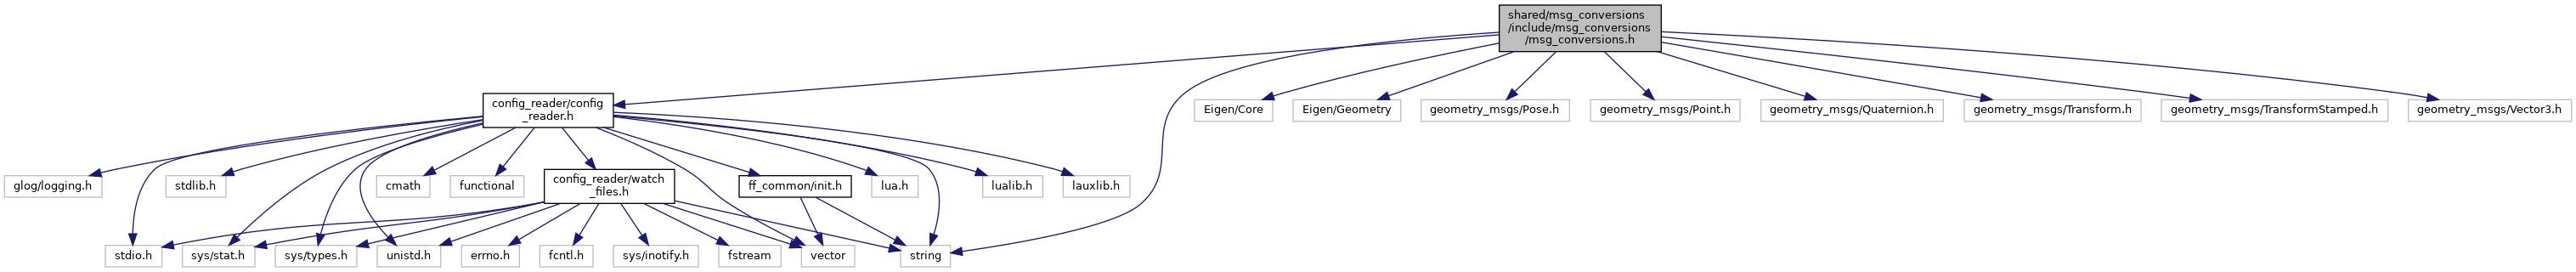 shared/msg_conversions
/include/msg_conversions
/msg_conversions.h
config_reader/config
_reader.h
Eigen/Core
Eigen/Geometry
geometry_msgs/Pose.h
geometry_msgs/Point.h
geometry_msgs/Quaternion.h
geometry_msgs/Transform.h
geometry_msgs/TransformStamped.h
geometry_msgs/Vector3.h
glog/logging.h
stdlib.h
cmath
functional
config_reader/watch
_files.h
ff_common/init.h
lua.h
lualib.h
lauxlib.h
stdio.h
sys/stat.h
sys/types.h
unistd.h
errno.h
fcntl.h
sys/inotify.h
fstream
vector
string